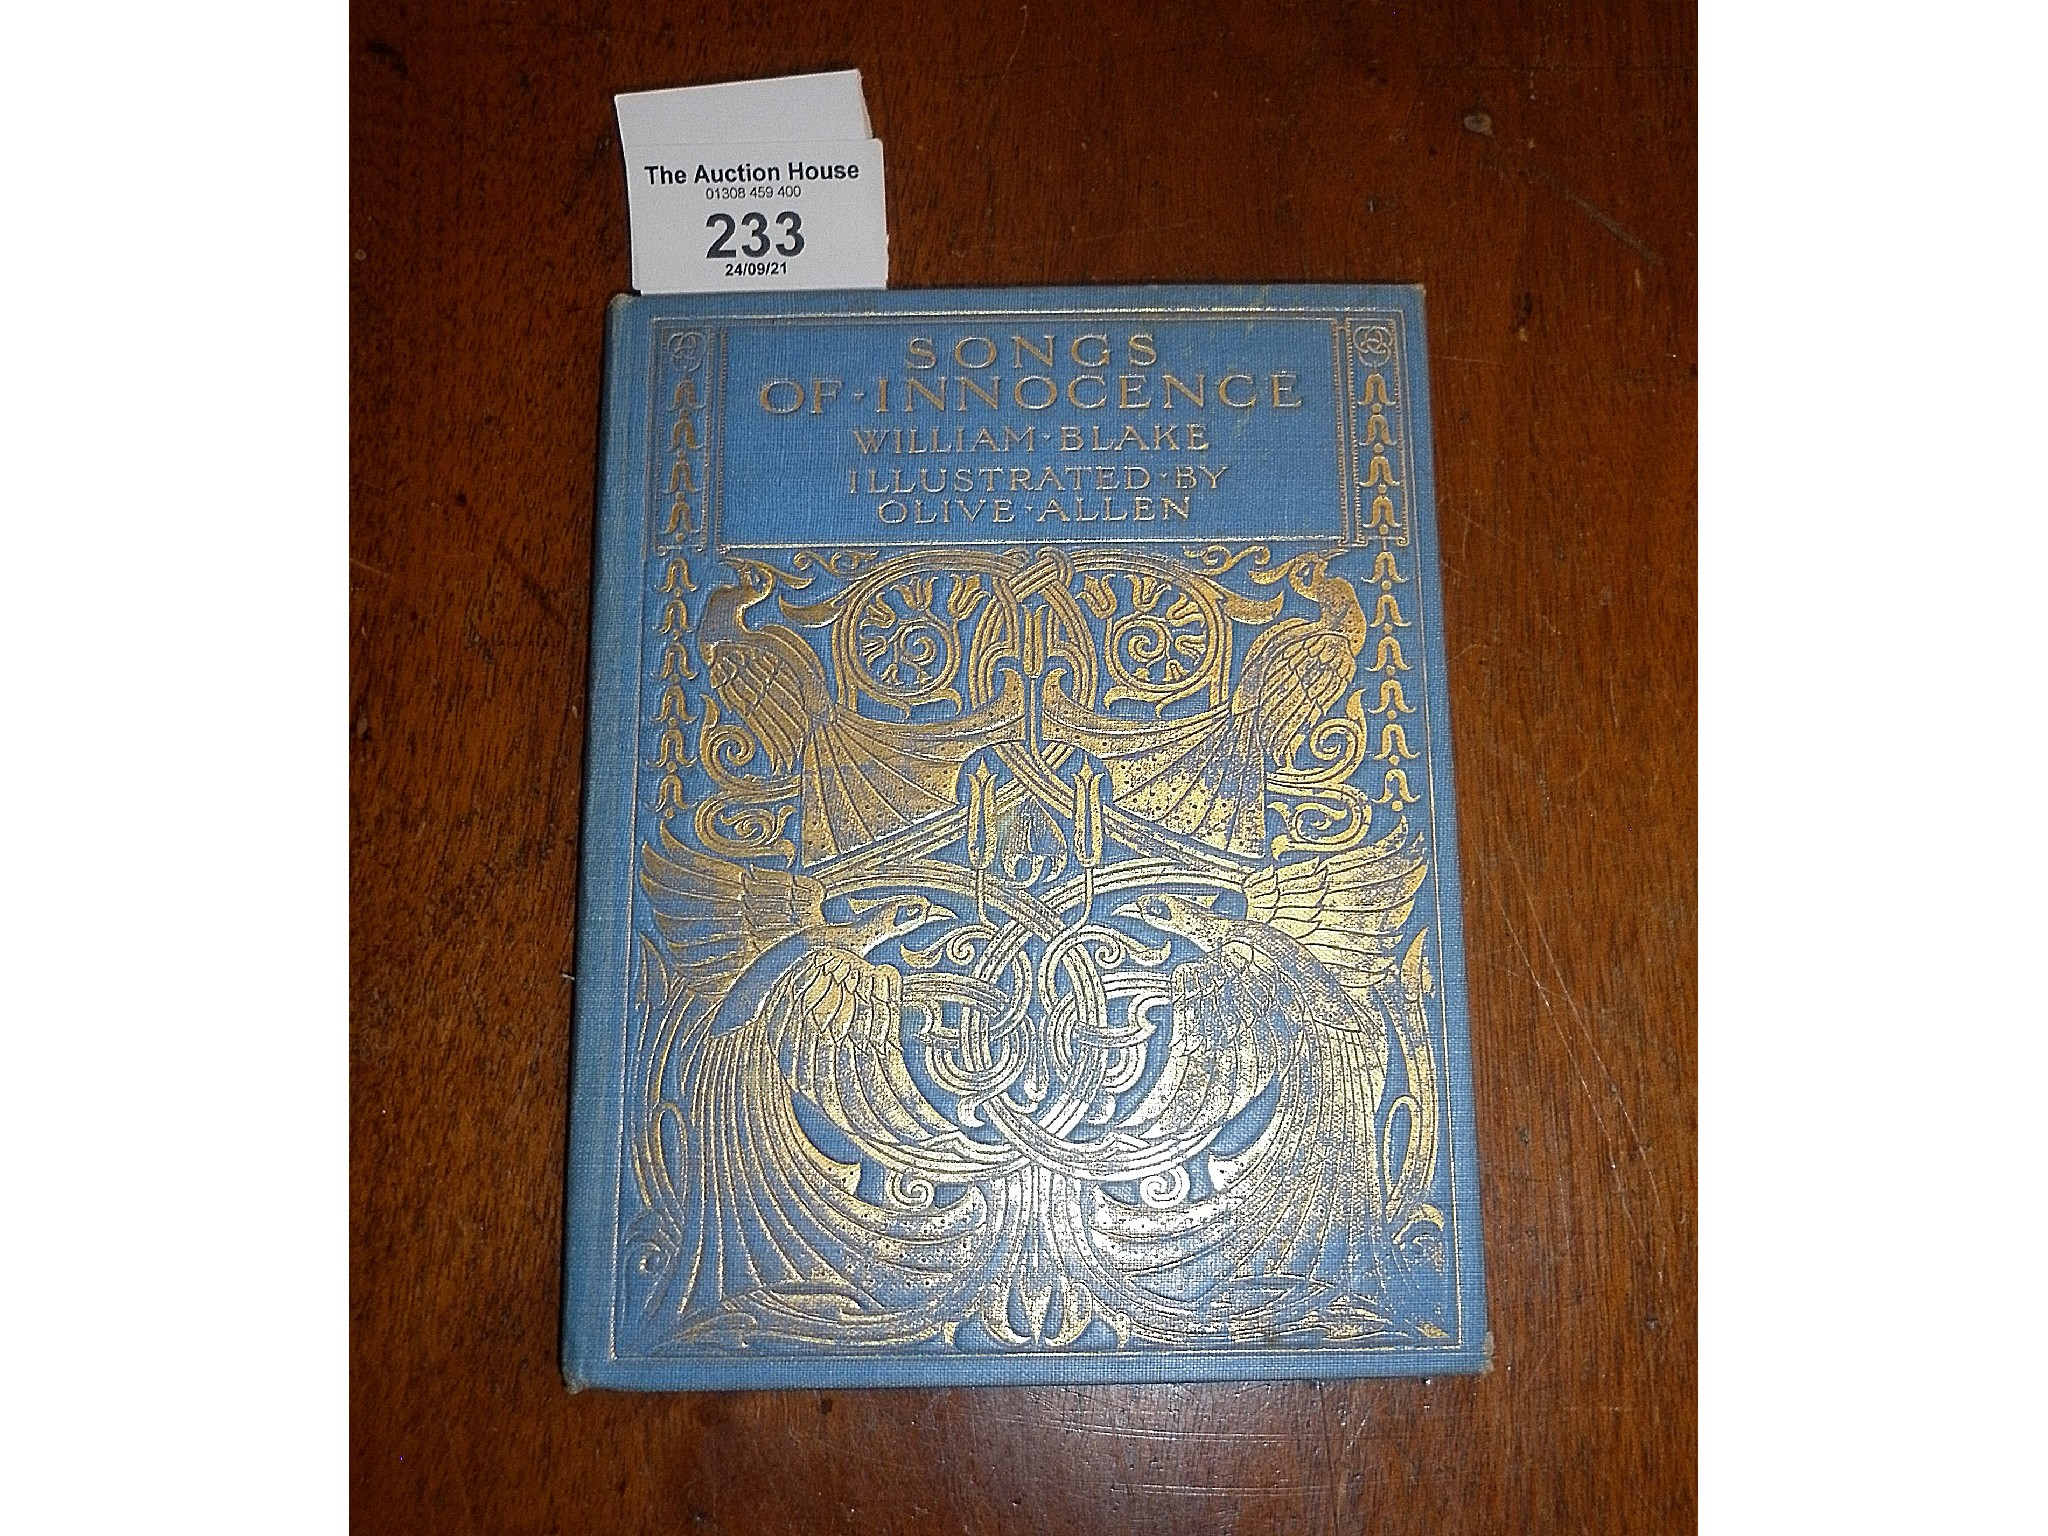 The Auction House
01308 459 400
233
24/09/21
SONGS
OF·INNOCENCE
WILLIAM·BLAKE
ILLUSTRATED·BY
OLIVE·ALLEN